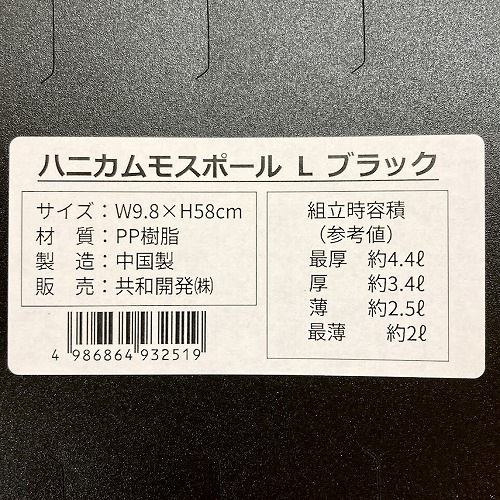 ハニカムモスポール L ブラック
サイズ：W9.8×H58cm
材　質：PP樹脂
製　造：中国製
販　売：共和開発㈱
4 986864 932519
組立時容積
（参考値）
最厚　約4.4ℓ
厚　約3.4ℓ
薄　約2.5ℓ
最薄　約2ℓ